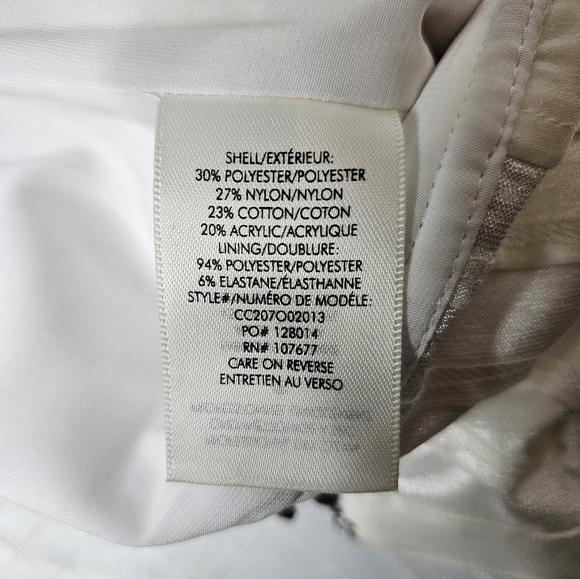 SHELL/EXTÉRIEUR:
30% POLYESTER/POLYESTER
27% NYLON/NYLON
23% COTTON/COTON
20% ACRYLIC/ACRYLIQUE
LINING/DOUBLURE:
94% POLYESTER/POLYESTER
6% ELASTANE/ÉLASTHANNE
STYLE#/NUMÉRO DE MODÉLE:
CC207O02013
PO# 128014
RN# 107677
CARE ON REVERSE
ENTRETIEN AU VERSO